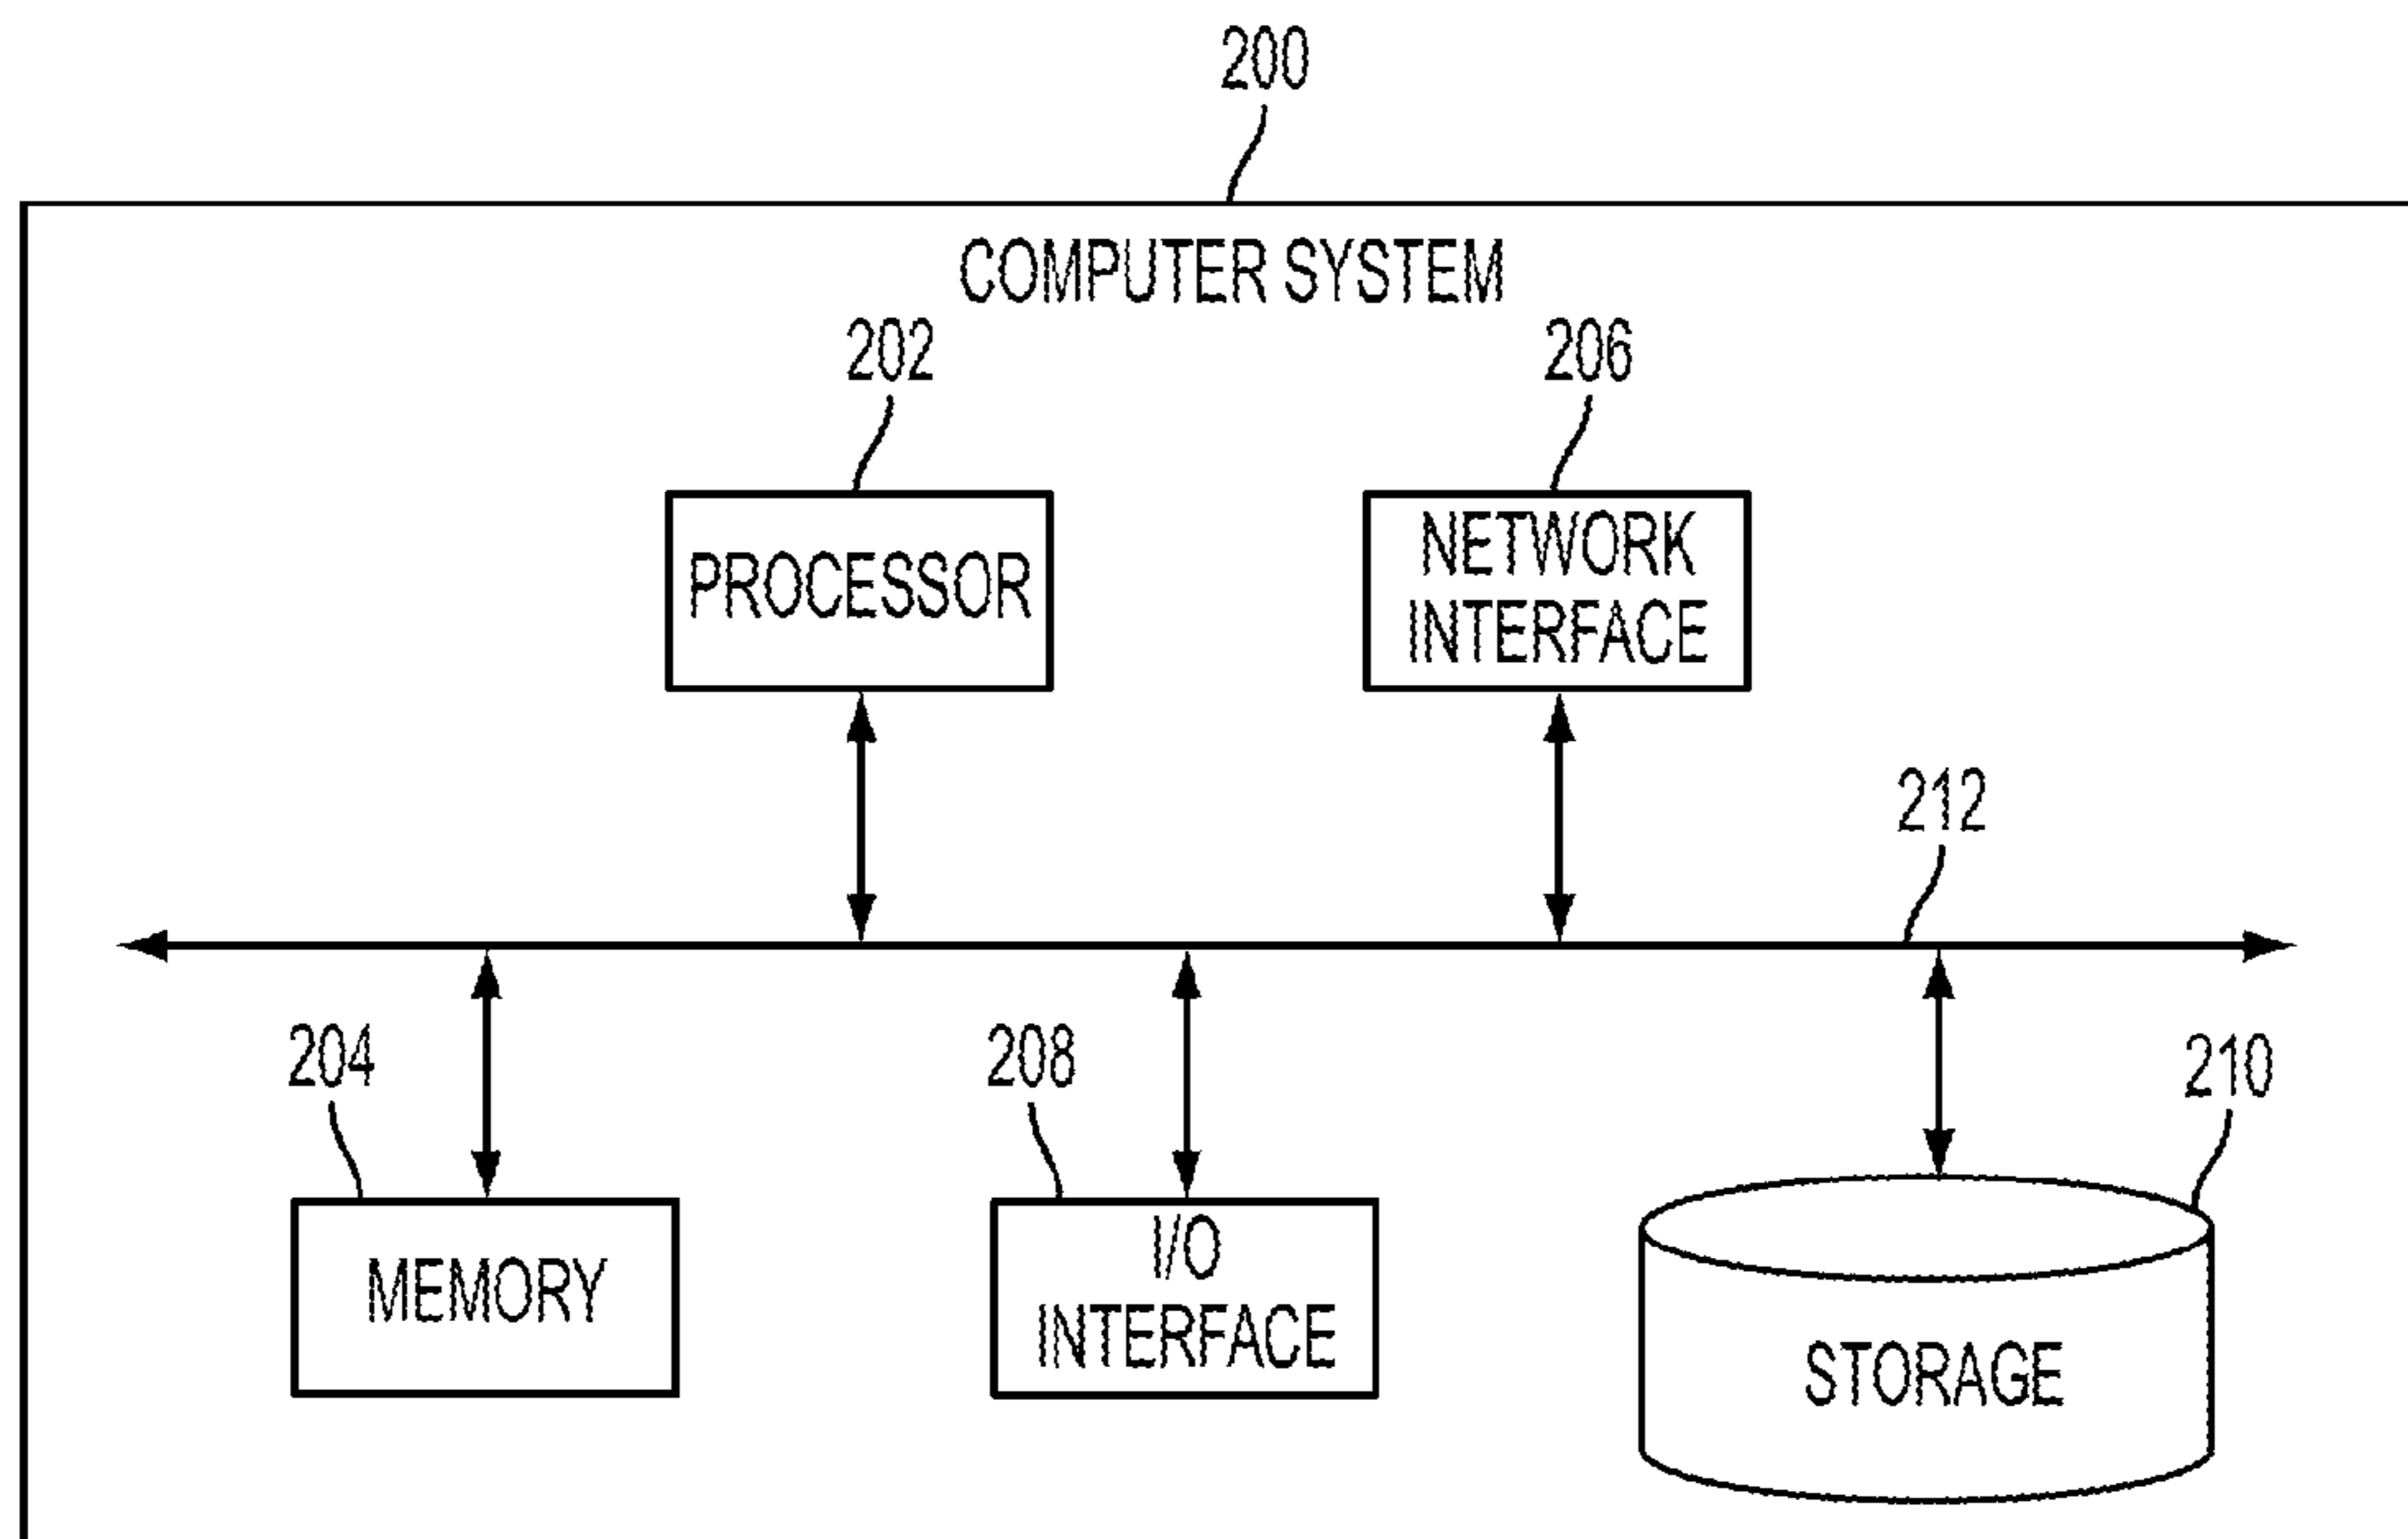 200
COMPUTER SYSTEM
202
206
PROCESSOR
NETWORK
INTERFACE
212
204
208
210
MEMORY
I/O
INTERFACE
STORAGE